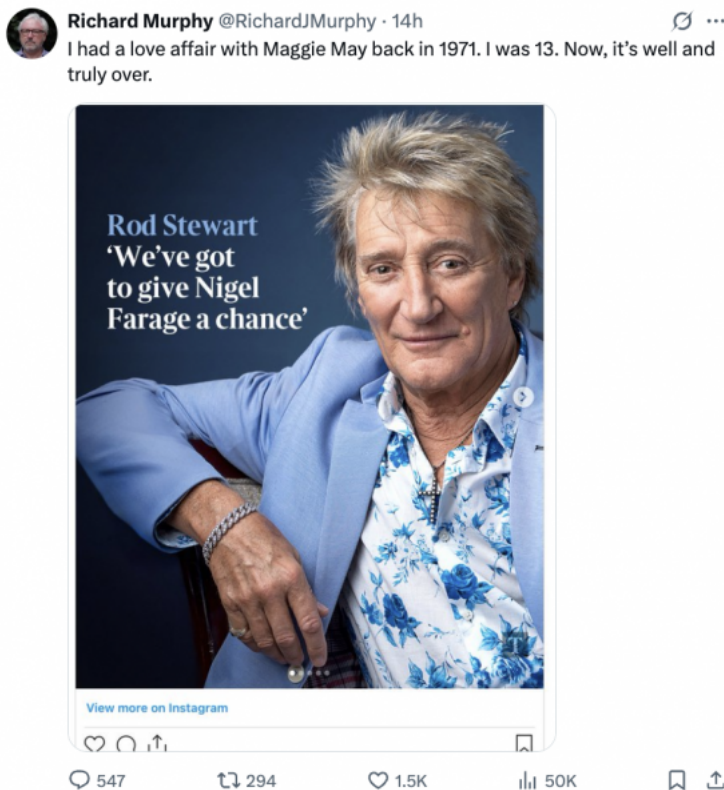 Richard Murphy @RichardJMurphy · 14h
I had a love affair with Maggie May back in 1971. I was 13. Now, it's well and
truly over.
Rod Stewart
‘We’ve got
to give Nigel
Farage a chance’
T
View more on Instagram
547 294 1.5K 50K